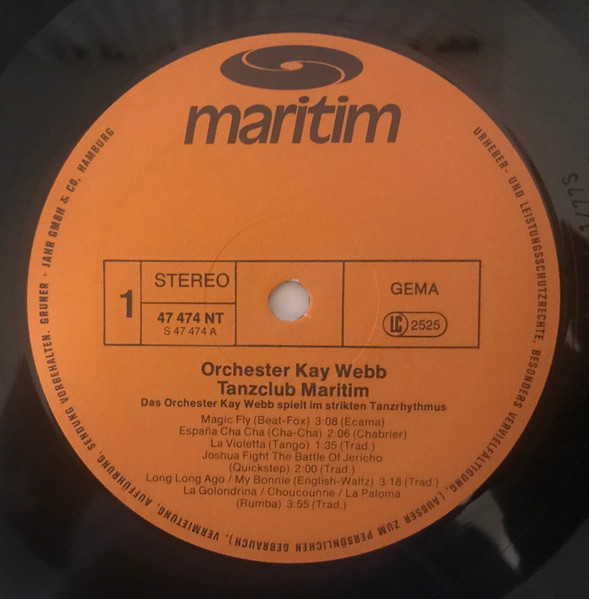 maritim
1
STEREO
47 474 NT
S 47 474 A
GEMA
LC 2525
Orchester Kay Webb
Tanzclub Maritim
Das Orchester Kay Webb spielt im strikten Tanzrhythmus
Magic Fly (Beat-Fox) 3:08 (Ecama)
España Cha Cha (Cha-Cha) 2:06 (Chabrier)
La Violetta (Tango) 1:35 (Trad.)
Joshua Fight The Battle Of Jericho
(Quickstep) 2:00 (Trad.)
Long Long Ago / My Bonnie (English-Waltz) 3.18 (Trad.)
La Golondrina / Choucounne / La Paloma
(Rumba) 3:55 (Trad.)
URHEBER- UND LEISTUNGSSCHUTZRECHTE, BESONDERS VERVIELFÄLTIGUNG, (AUSSER ZUM PERSÖNLICHEN GEBRAUCH), VERMIETUNG, AUFFÜHRUNG, SENDUNG VORBEHALTEN. GRUNER + JAHR GMBH & CO, HAMBURG